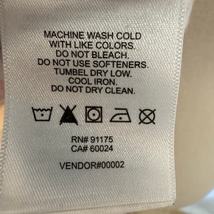 MACHINE WASH COLD
WITH LIKE COLORS.
DO NOT BLEACH.
DO NOT USE SOFTENERS.
TUMBEL DRY LOW.
COOL IRON.
DO NOT DRY CLEAN.
RN# 91175
CA# 60024
VENDOR#00002